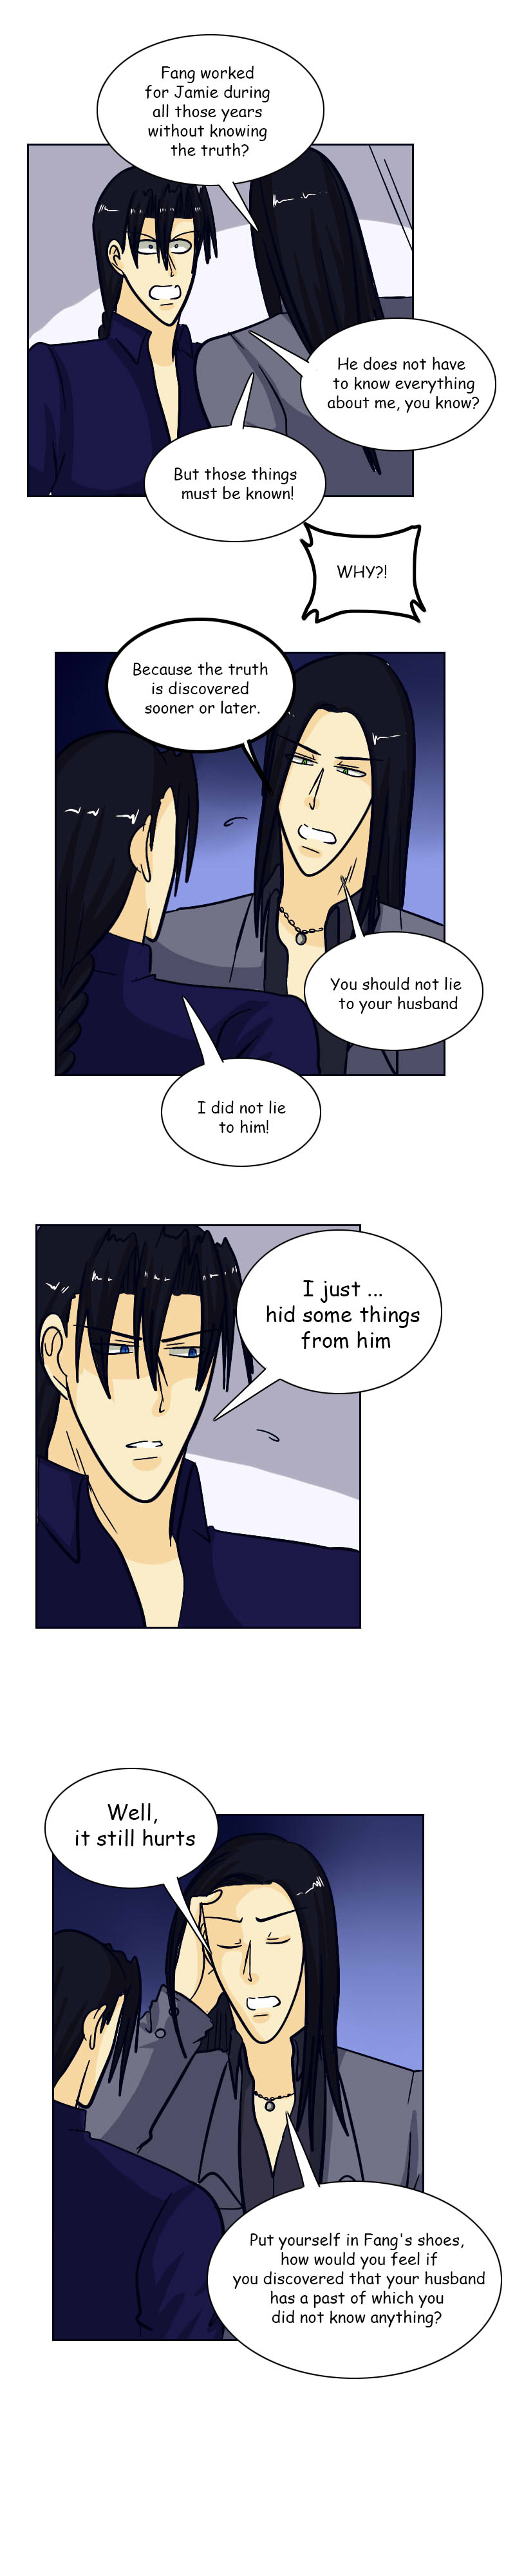 Fang worked
for Jamie during
all those years
without knowing
the truth?
He does not have
to know everything
about me, you know?
But those things
must be known!
WHY?!
Because the truth
is discovered
sooner or later.
You should not lie
to your husband
I did not lie
to him!
I just ...
hid some things
from him
Well,
it still hurts
Put yourself in Fang's shoes,
how would you feel if
you discovered that your husband
has a past of which you
did not know anything?